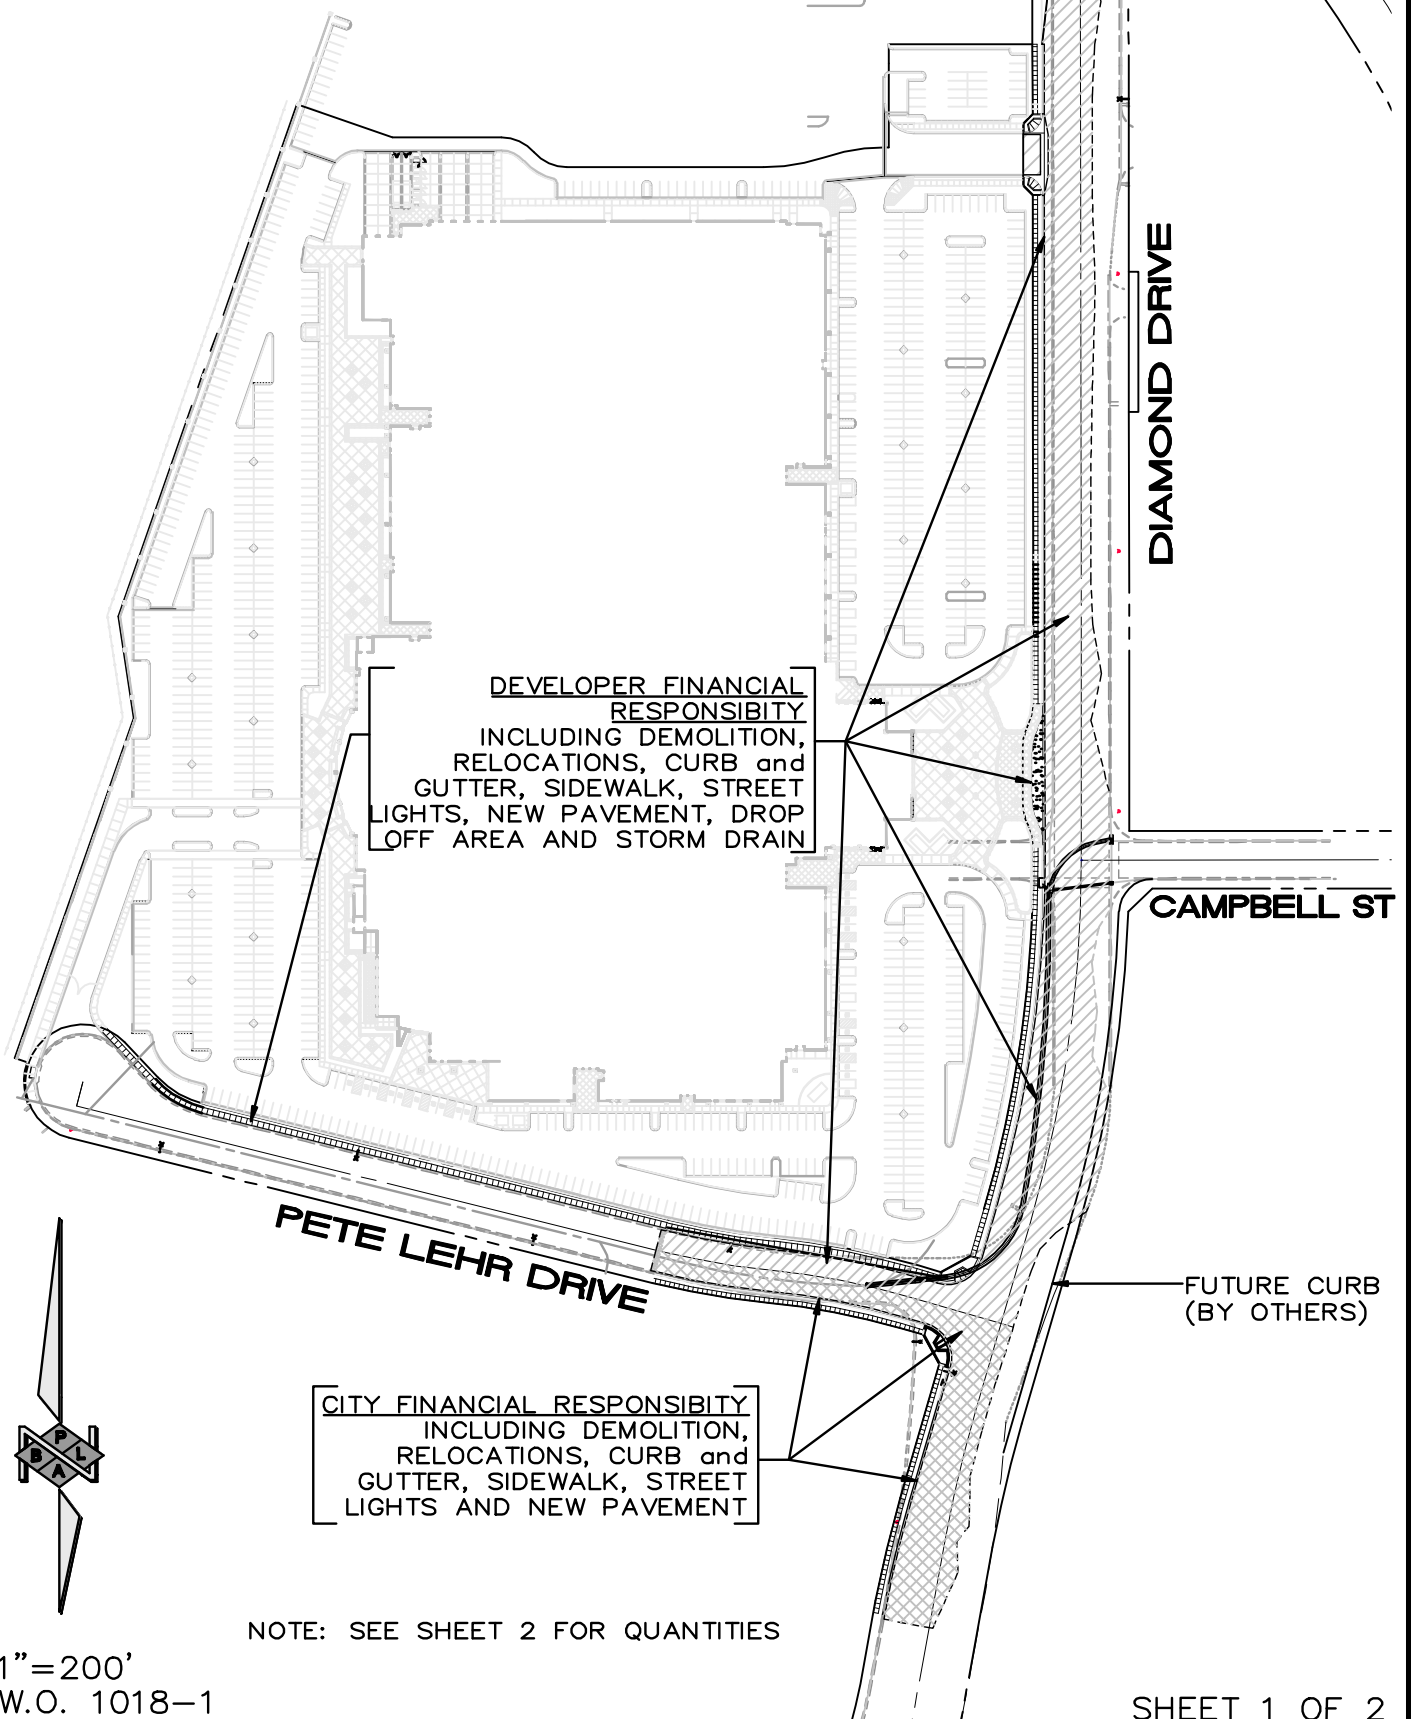 DIAMOND DRIVE
DEVELOPER FINANCIAL
RESPONSIBITY
INCLUDING DEMOLITION,
RELOCATIONS, CURB and
GUTTER, SIDEWALK, STREET
LIGHTS, NEW PAVEMENT, DROP
OFF AREA AND STORM DRAIN
CAMPBELL ST
PETE LEHR DRIVE
FUTURE CURB
(BY OTHERS)
CITY FINANCIAL RESPONSIBITY
INCLUDING DEMOLITION,
RELOCATIONS, CURB and
GUTTER, SIDEWALK, STREET
LIGHTS AND NEW PAVEMENT
P
B L
A
NOTE: SEE SHEET 2 FOR QUANTITIES
1"=200'
W.O. 1018-1
SHEET 1 OF 2